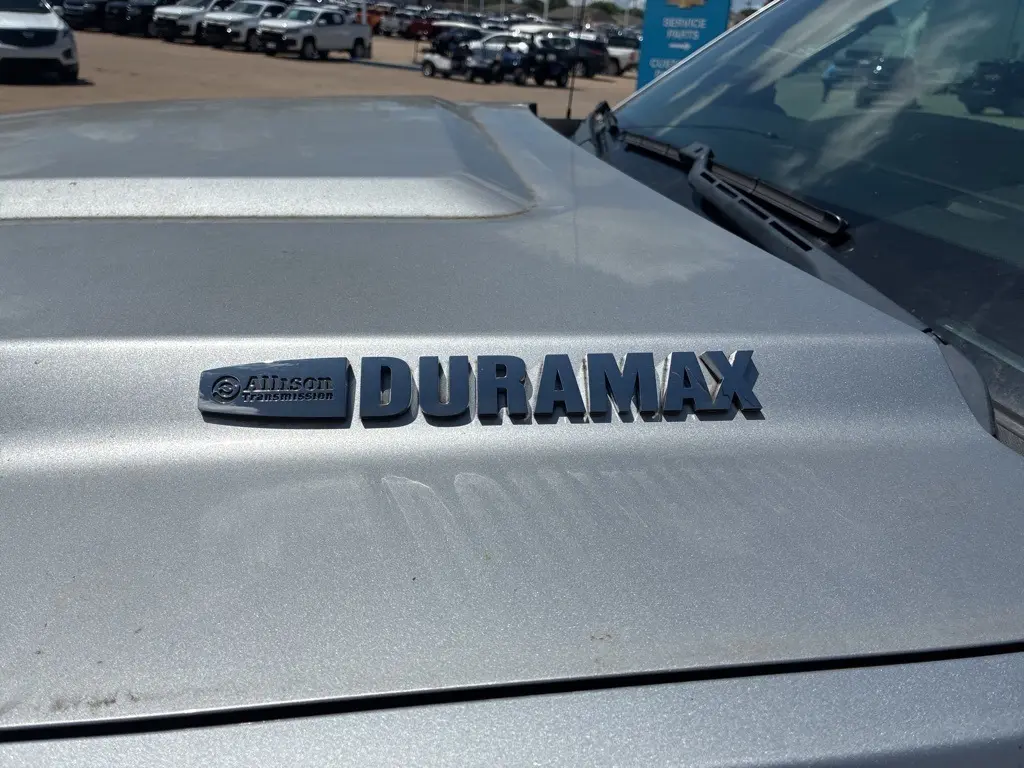 SERVICE
PARTS
Allison DURAMAX
Transmission